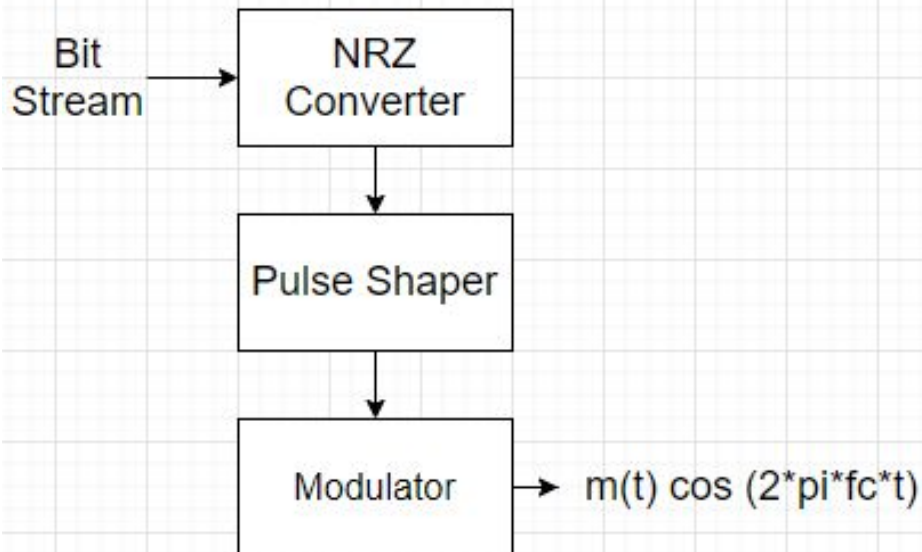 Bit
Stream
NRZ
Converter
Pulse Shaper
Modulator
m(t) cos (2*pi*fc*t)